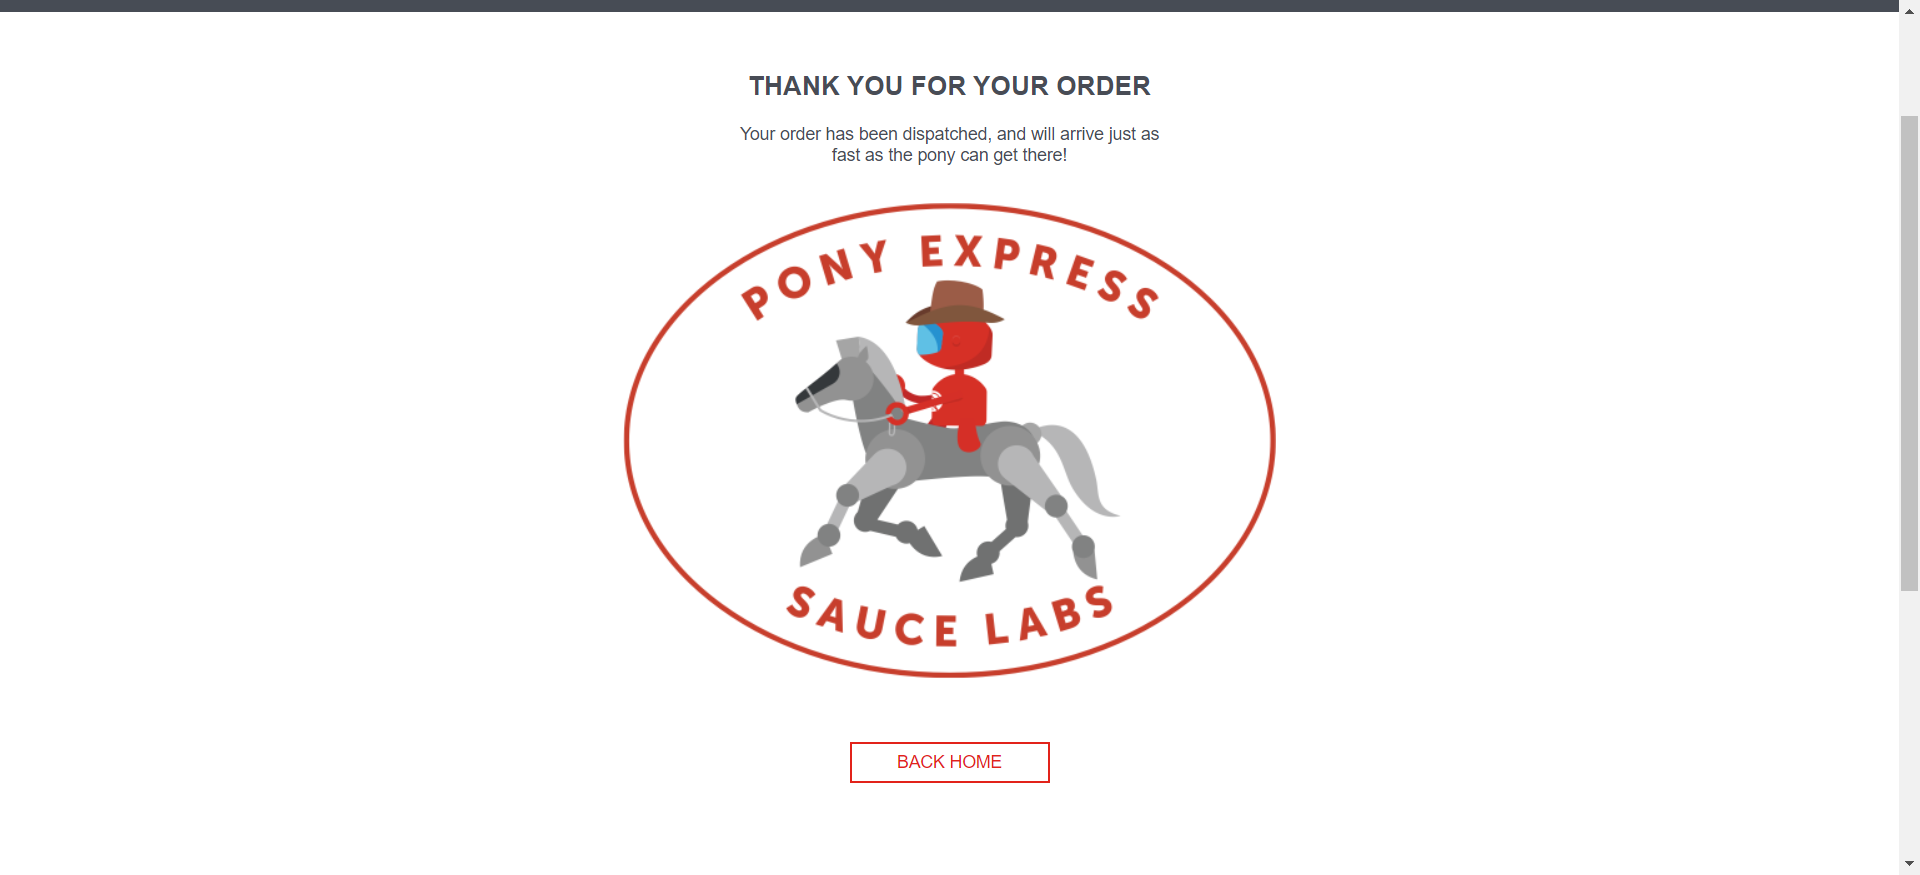 THANK YOU FOR YOUR ORDER
Your order has been dispatched, and will arrive just as
fast as the pony can get there!
PONY EXPRESS
SAUCE LABS
BACK HOME